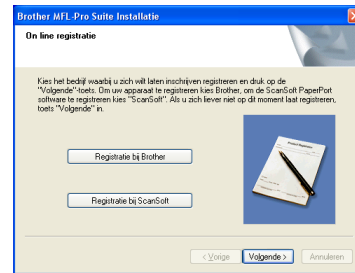 Brother MFL-Pro Suite Installatie
On line registratie
Kies het bedrijf waarbij u zich wilt laten inschrijven registreren en druk op de
"Volgende"-toets. Om uw apparaat te registreren kies Brother, om de ScanSoft PaperPort
software te registreren kies "ScanSoft". Als u zich liever niet op dit moment laat registreren,
toets "Volgende" in.
Registratie bij Brother
Registratie bij ScanSoft
< Vorige
Volgende >
Annuleren